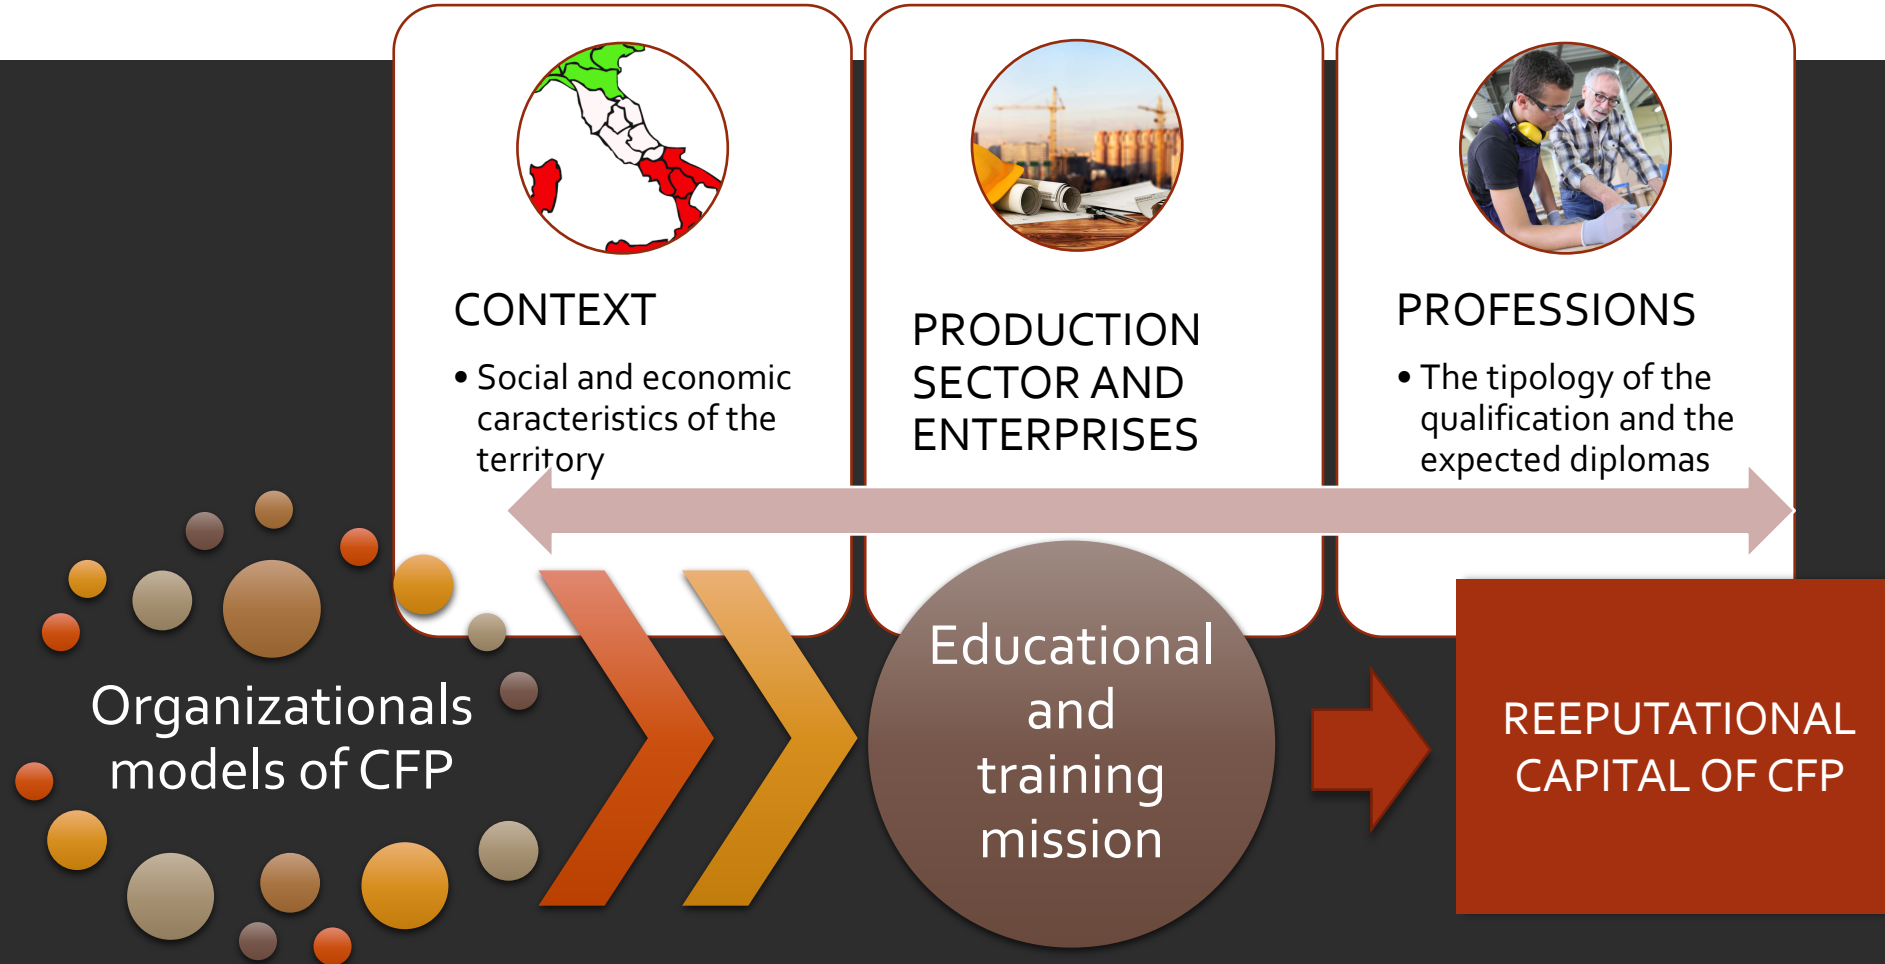 CONTEXT
• Social and economic
caracteristics of the
territory
PRODUCTION
SECTOR AND
ENTERPRISES
PROFESSIONS
• The tipology of the
qualification and the
expected diplomas
Organizationals
models of CFP
Educational
and
training
mission
REEPUTATIONAL
CAPITAL OF CFP